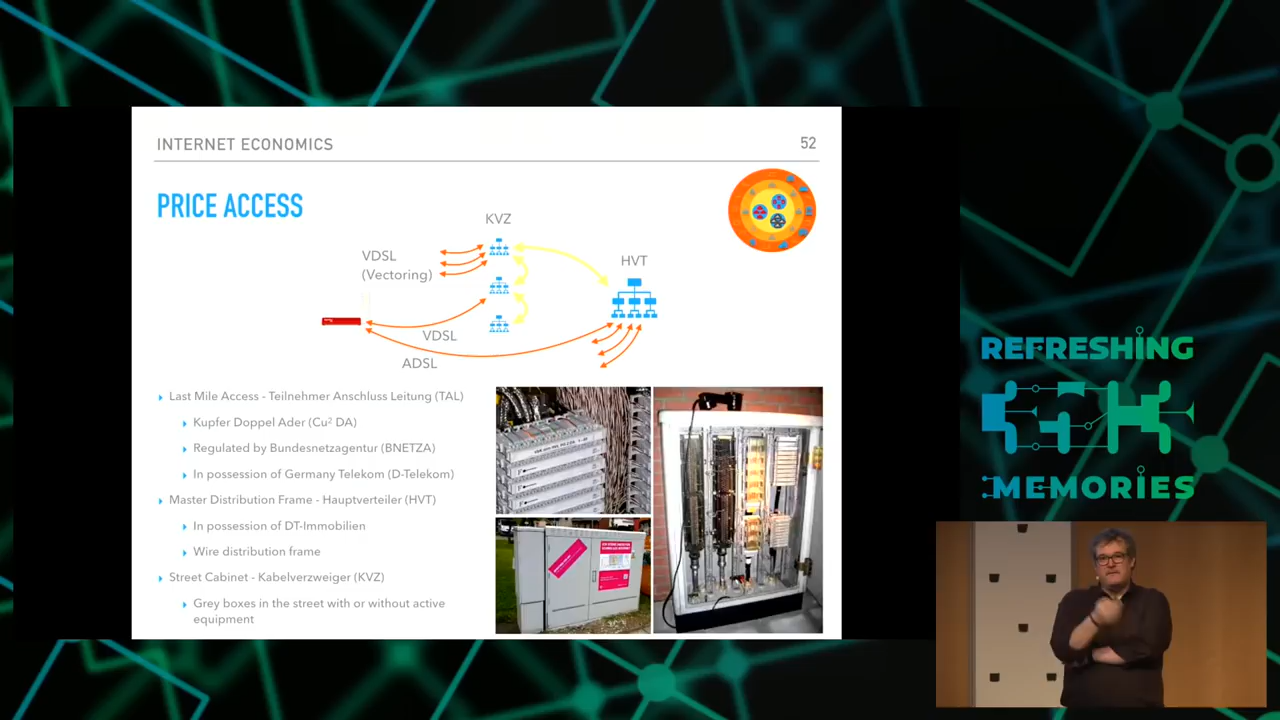 INTERNET ECONOMICS
52
PRICE ACCESS
KVZ
VDSL
(Vectoring)
HVT
VDSL
ADSL
Last Mile Access - Teilnehmer Anschluss Leitung (TAL)
Kupfer Doppel Ader (Cu² DA)
Regulated by Bundesnetzagentur (BNETZA)
In possession of Germany Telekom (D-Telekom)
Master Distribution Frame - Hauptverteiler (HVT)
In possession of DT-Immobilien
Wire distribution frame
Street Cabinet - Kabelverzweiger (KVZ)
Grey boxes in the street with or without active
equipment
REFRESHING
MEMORIES